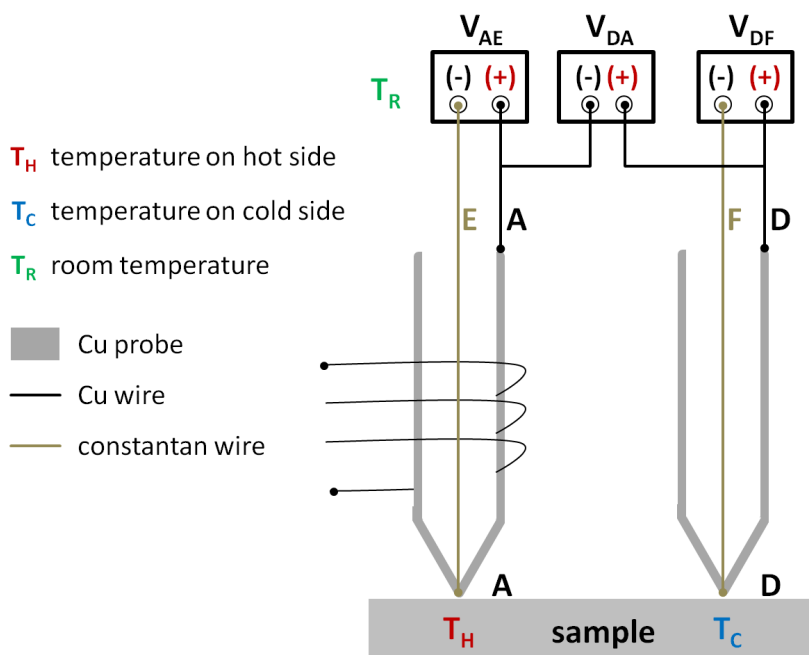 V_AE V_DA V_DF
(-) (+) (-) (+) (-) (+)
T_R
T_H temperature on hot side
T_C temperature on cold side
T_R room temperature
E A F D
Cu probe
Cu wire
constantan wire
A D
T_H sample T_C